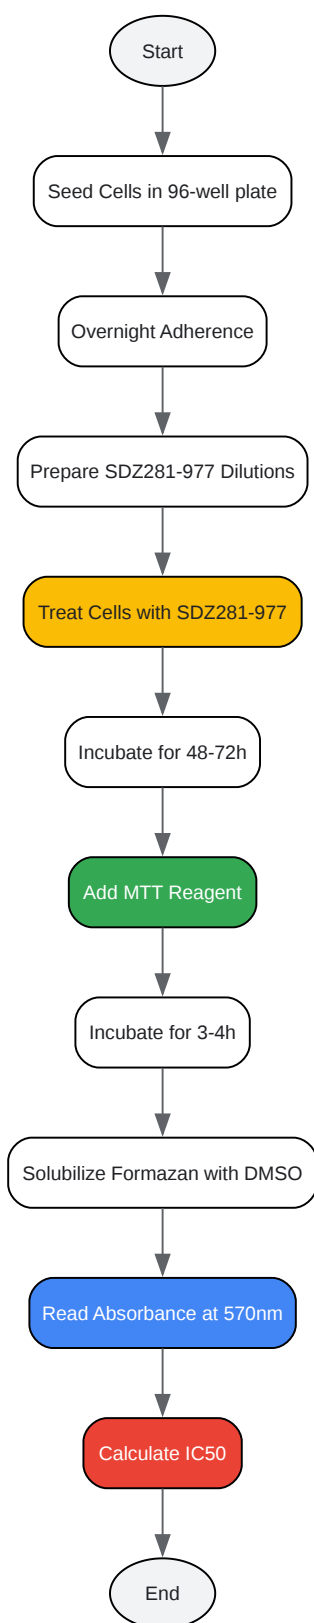 Start
Seed Cells in 96-well plate
Overnight Adherence
Prepare SDZ281-977 Dilutions
Treat Cells with SDZ281-977
Incubate for 48-72h
Add MTT Reagent
Incubate for 3-4h
Solubilize Formazan with DMSO
Read Absorbance at 570nm
Calculate IC50
End